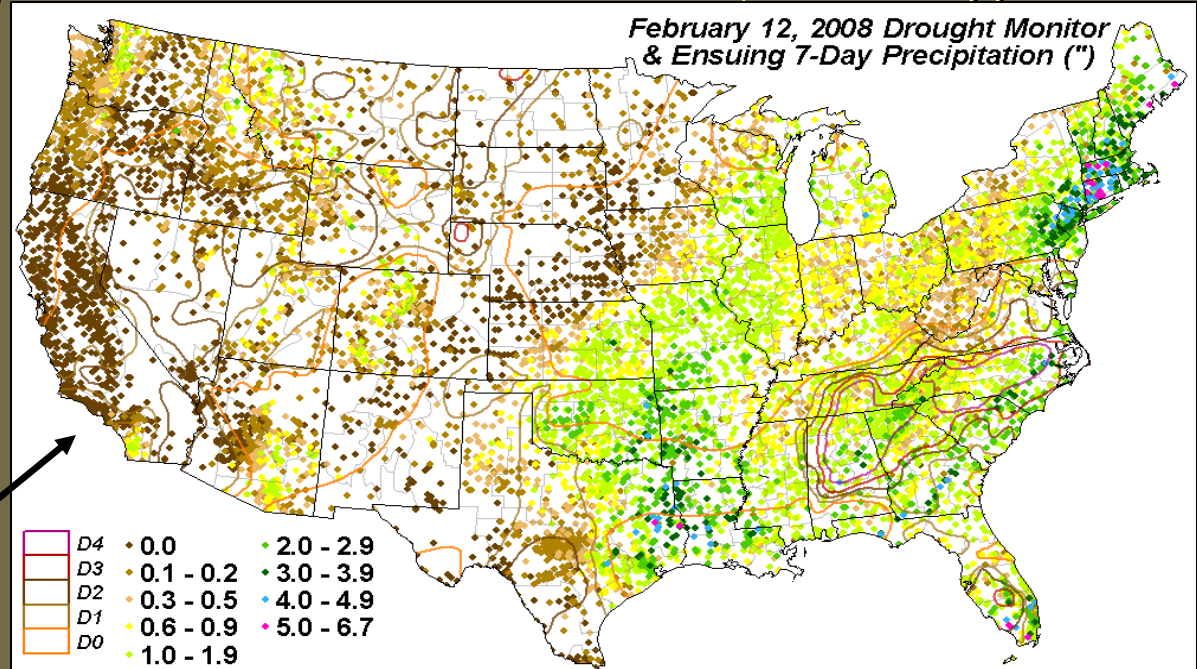 February 12, 2008 Drought Monitor
& Ensuing 7-Day Precipitation (")
D4
D3
D2
D1
D0
0.0
0.1 - 0.2
0.3 - 0.5
0.6 - 0.9
1.0 - 1.9
2.0 - 2.9
3.0 - 3.9
4.0 - 4.9
5.0 - 6.7